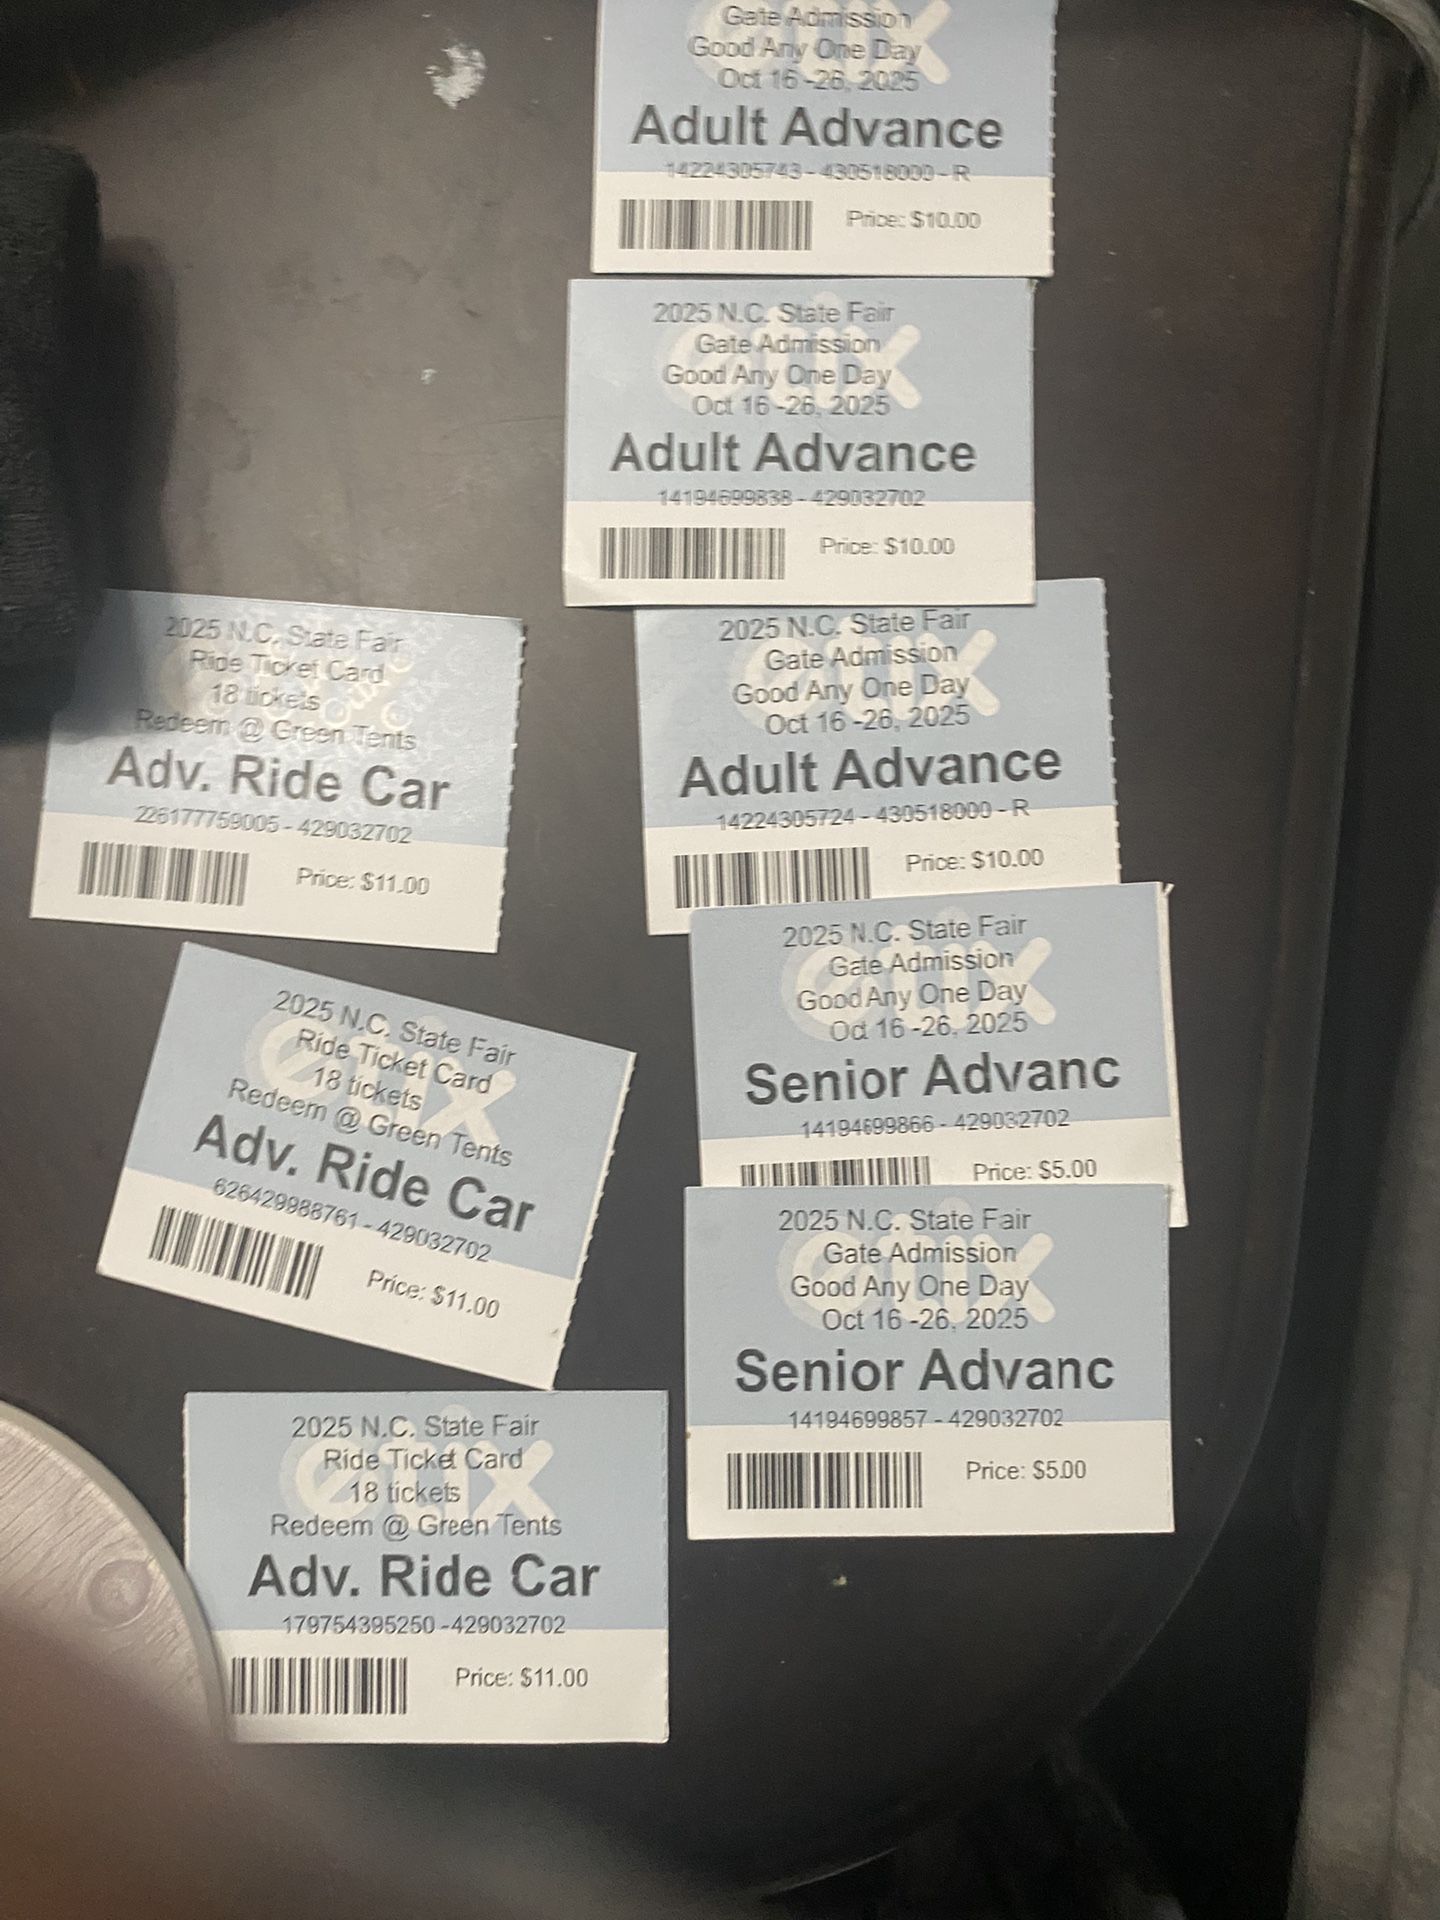 Gate Admission
Good Any One Day
Oct 16 -26, 2025
Adult Advance
14224305743 - 430518000 - R
Price: $10.00
etix
2025 N.C. State Fair
Gate Admission
Good Any One Day
Oct 16 -26, 2025
Adult Advance
14194699838 - 429032702
Price: $10.00
etix
2025 N.C. State Fair
Gate Admission
Good Any One Day
Oct 16 -26, 2025
Adult Advance
14224305724 - 430518000 - R
Price: $10.00
etix
2025 N.C. State Fair
Gate Admission
Good Any One Day
Oct 16 -26, 2025
Senior Advanc
14194699866 - 429032702
Price: $5.00
etix
2025 N.C. State Fair
Gate Admission
Good Any One Day
Oct 16 -26, 2025
Senior Advanc
14194699857 - 429032702
Price: $5.00
etix
2025 N.C. State Fair
Ride Ticket Card
18 tickets
Redeem @ Green Tents
Adv. Ride Car
226177759005 - 429032702
Price: $11.00
etix
2025 N.C. State Fair
Ride Ticket Card
18 tickets
Redeem @ Green Tents
Adv. Ride Car
626429988761 - 429032702
Price: $11.00
etix
2025 N.C. State Fair
Ride Ticket Card
18 tickets
Redeem @ Green Tents
Adv. Ride Car
179754395250 -429032702
Price: $11.00
etix